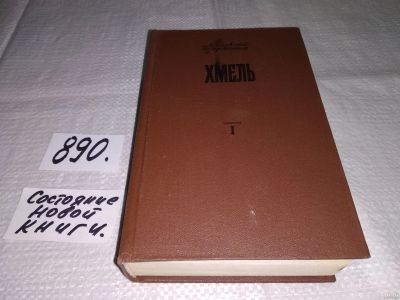 ХМЕЛЬ
I
890.
Состояние
новой
книги.